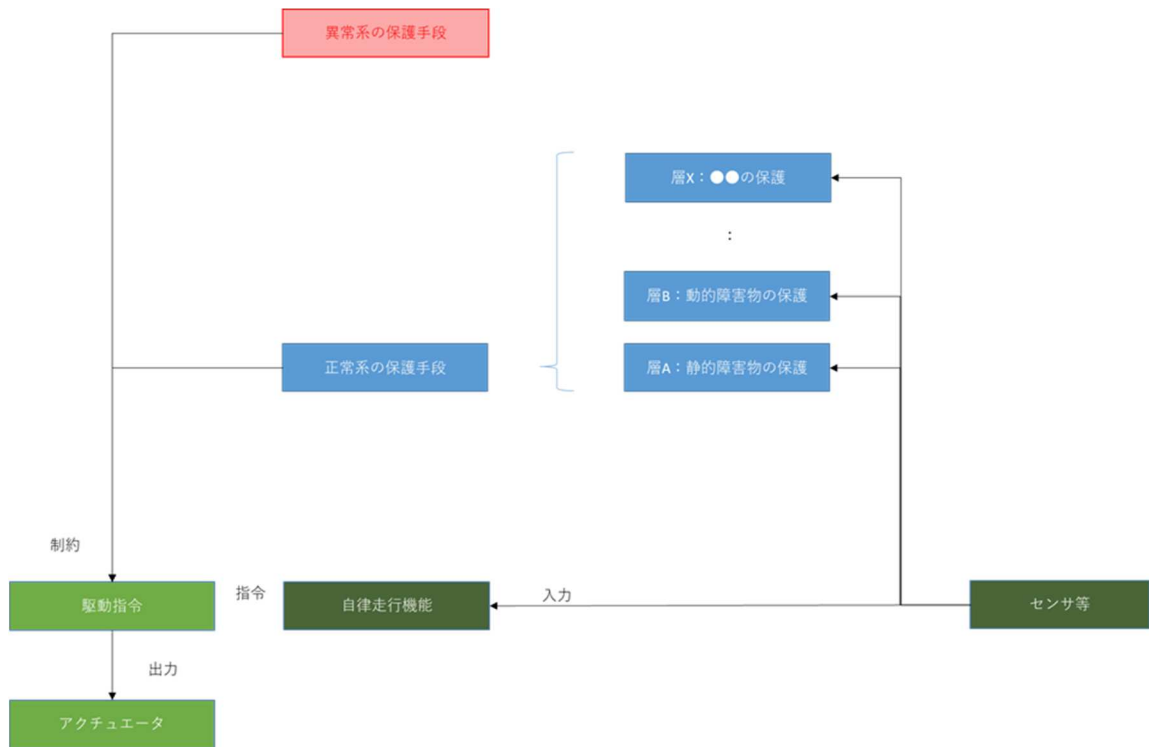 異常系の保護手段
層X：●●の保護
：
層B：動的障害物の保護
正常系の保護手段
層A：静的障害物の保護
制約
駆動指令
指令
自律走行機能
入力
センサ等
出力
アクチュエータ